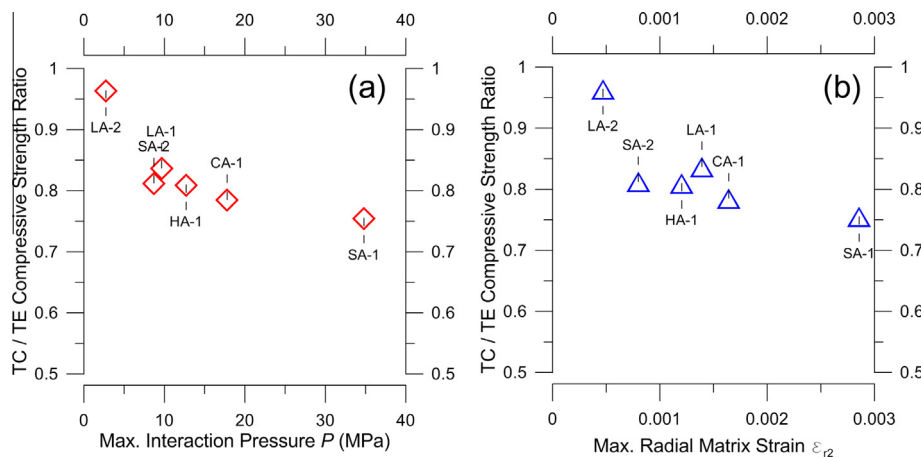 0 10 20 30 40
TC / TE Compressive Strength Ratio
1 0.9 0.8 0.7 0.6 0.5
(a)
LA-2
LA-1
SA-2
HA-1
CA-1
SA-1
1 0.9 0.8 0.7 0.6 0.5
0 10 20 30 40
Max. Interaction Pressure P (MPa)
0 0.001 0.002 0.003
TC / TE Compressive Strength Ratio
1 0.9 0.8 0.7 0.6 0.5
(b)
LA-2
SA-2
LA-1
HA-1
CA-1
SA-1
1 0.9 0.8 0.7 0.6 0.5
0 0.001 0.002 0.003
Max. Radial Matrix Strain εr2